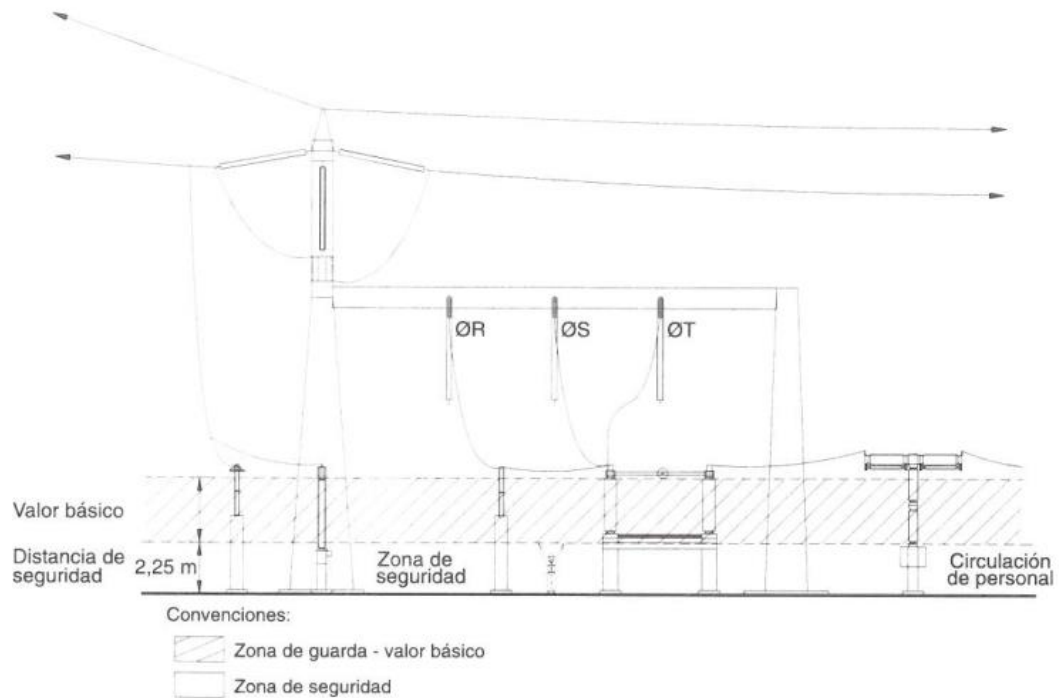 ØR
ØS
ØT
Valor básico
Distancia de
seguridad
2,25 m
Zona de
seguridad
Circulación
de personal
Convenciones:
Zona de guarda - valor básico
Zona de seguridad